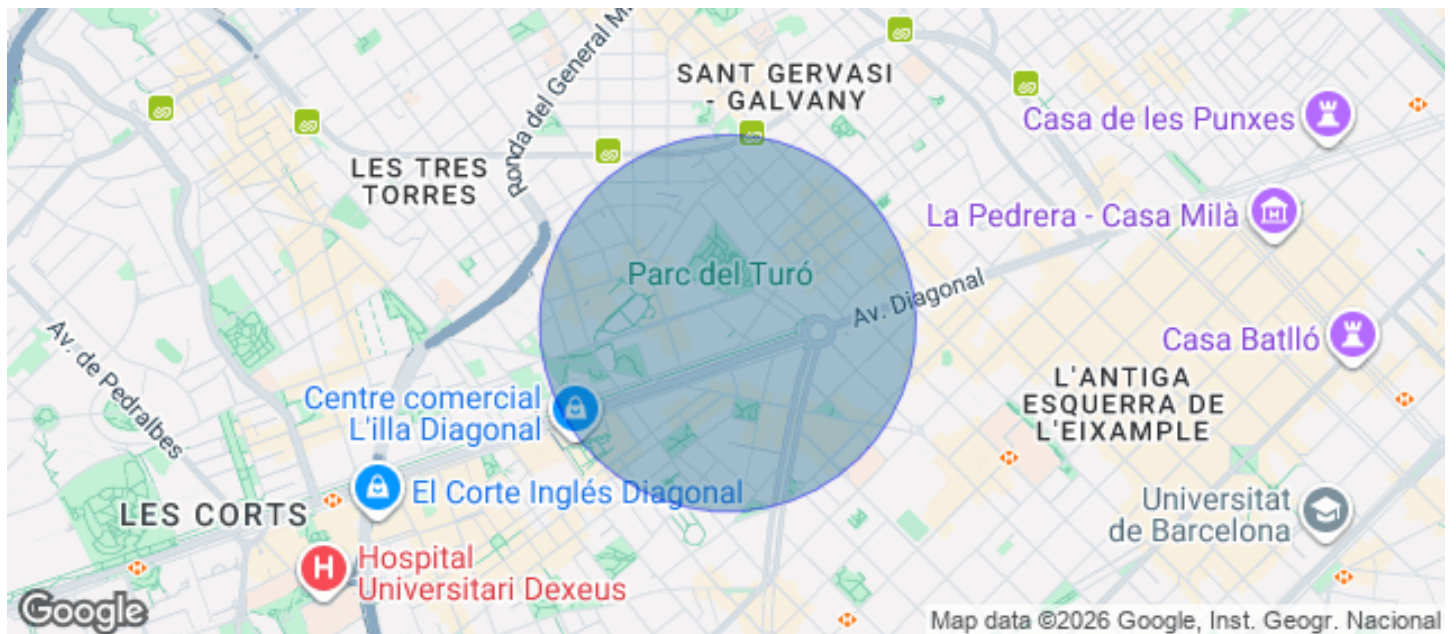 SANT GERVASI
- GALVANY
Ronda del General M
Casa de les Punxes
LES TRES
TORRES
La Pedrera - Casa Milà
Parc del Turó
Av. Diagonal
Av. de Pedralbes
Casa Batlló
Centre comercial
L'illa Diagonal
L'ANTIGA
ESQUERRA DE
L'EIXAMPLE
El Corte Inglés Diagonal
LES CORTS
Universitat
de Barcelona
H
Hospital
Universitari Dexeus
Google
Map data ©2026 Google, Inst. Geogr. Nacional